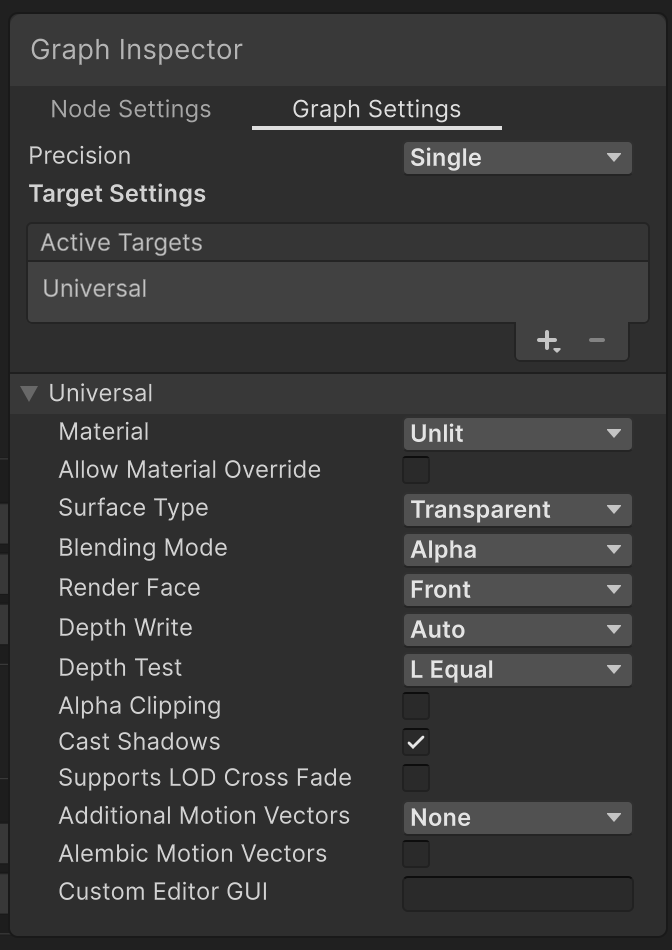 Graph Inspector
Node Settings Graph Settings
Precision Single
Target Settings
Active Targets
Universal
Universal
Material Unlit
Allow Material Override
Surface Type Transparent
Blending Mode Alpha
Render Face Front
Depth Write Auto
Depth Test L Equal
Alpha Clipping
Cast Shadows
Supports LOD Cross Fade
Additional Motion Vectors None
Alembic Motion Vectors
Custom Editor GUI